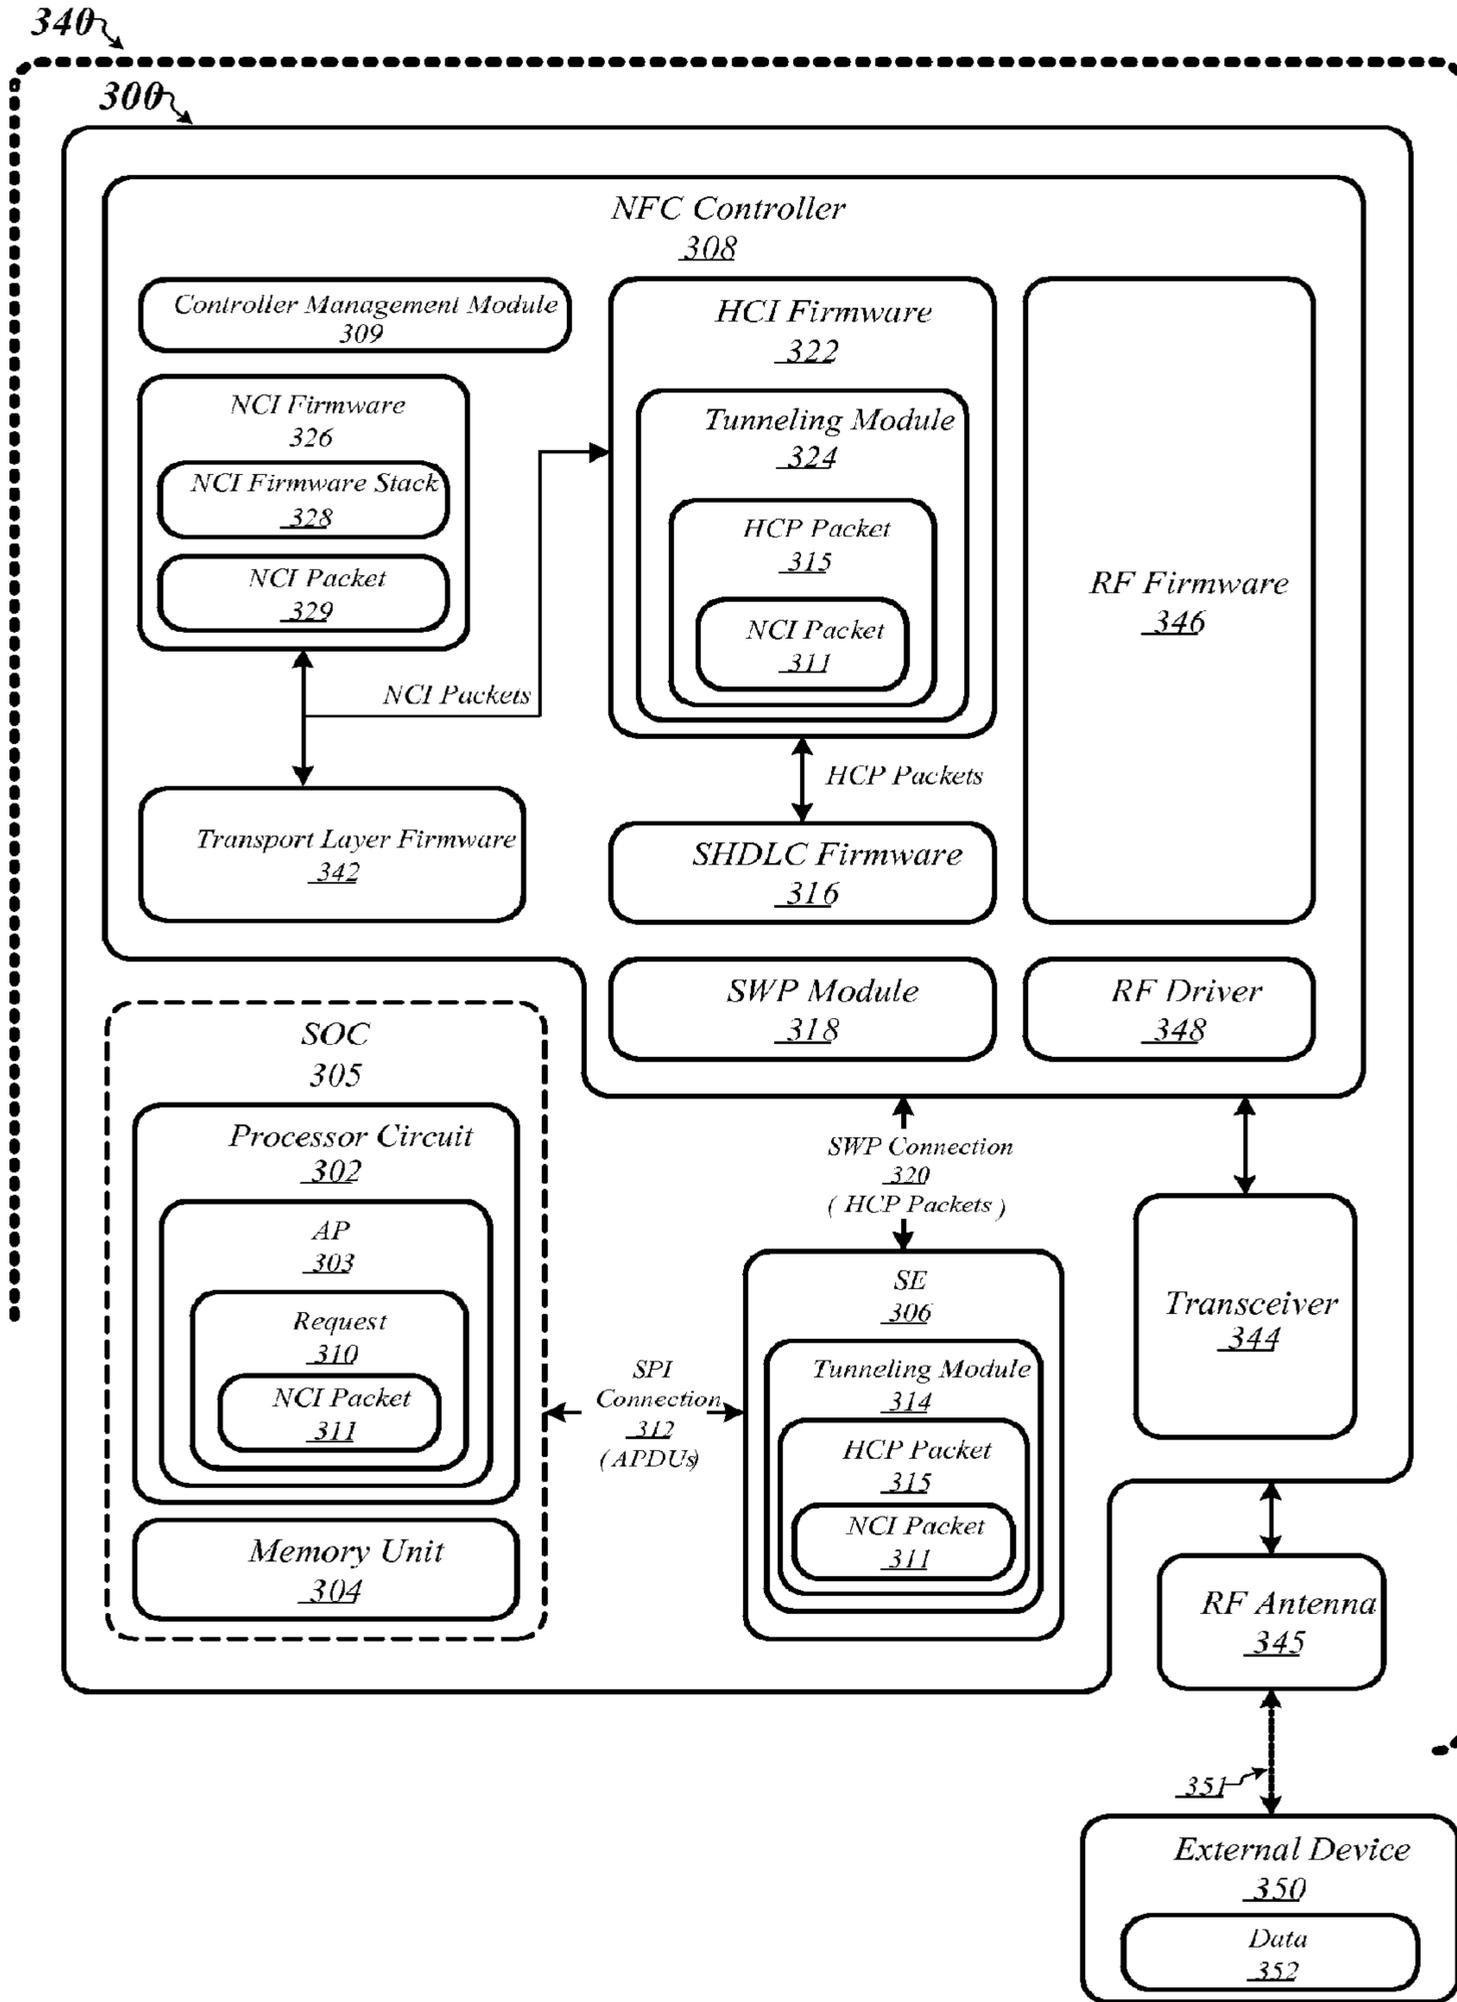 340
300
NFC Controller
308
Controller Management Module
309
NCI Firmware
326
NCI Firmware Stack
328
NCI Packet
329
NCI Packets
Transport Layer Firmware
342
HCI Firmware
322
Tunneling Module
324
HCP Packet
315
NCI Packet
311
HCP Packets
SHDLC Firmware
316
SWP Module
318
RF Firmware
346
RF Driver
348
SOC
305
Processor Circuit
302
AP
303
Request
310
NCI Packet
311
Memory Unit
304
SPI
Connection
312
(APDUs)
SWP Connection
320
( HCP Packets )
SE
306
Tunneling Module
314
HCP Packet
315
NCI Packet
311
Transceiver
344
RF Antenna
345
351
External Device
350
Data
352